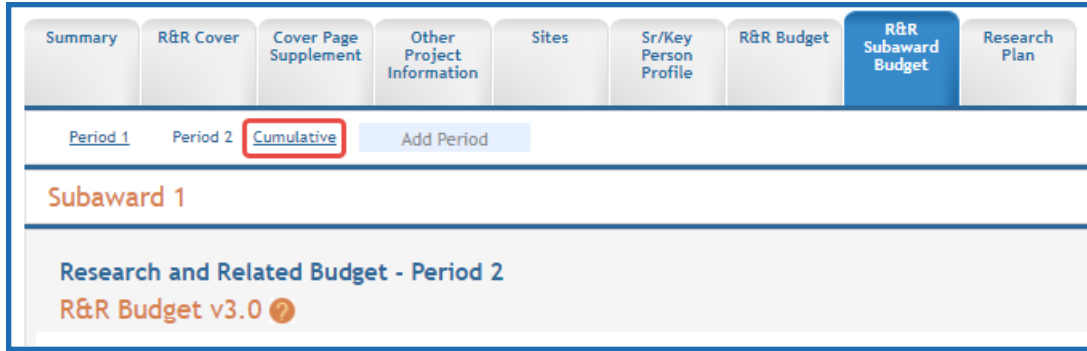 Summary
R&R Cover
Cover Page
Supplement
Other
Project
Information
Sites
Sr/Key
Person
Profile
R&R Budget
R&R
Subaward
Budget
Research
Plan
Period 1 Period 2 Cumulative Add Period
Subaward 1
Research and Related Budget - Period 2
R&R Budget v3.0 ?